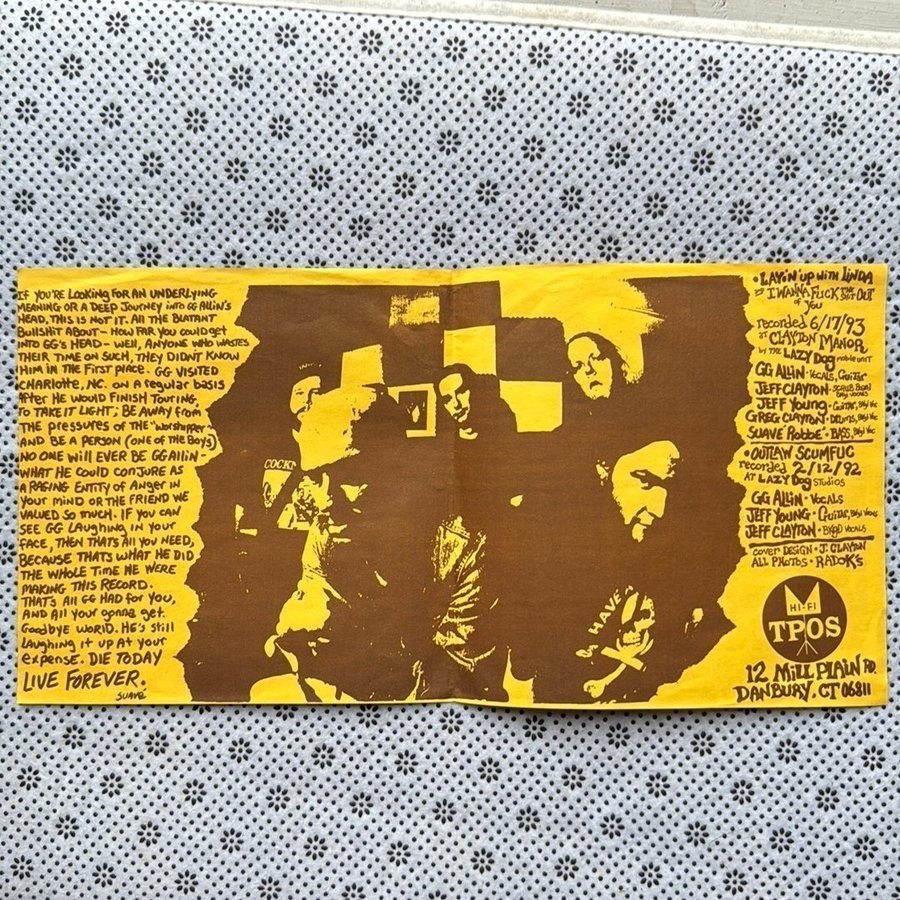 IF YOU'RE LOOKING FOR AN UNDERLYING
MEANING OR A DEEP JOURNEY INTO GG ALLIN'S
HEAD, THIS IS NOT IT. All THE BLATANT
BullSHIT ABOUT - HOW FAR YOU COULD GET
INTO GG'S HEAD - WELL, ANYONE WHO WASTES
THEIR TIME ON SUCH, THEY DIDNT KNOW
HIM IN THE FIRST PLACE. GG VISITED
CHARLOTTE, NC. ON A REGULAR BASIS
AFTER HE WOULD FINISH TOURING,
TO TAKE IT LIGHT; BE AWAY FROM
THE PRESSURES OF THE "WORSHIPPER"
AND BE A PERSON (ONE OF THE BOYS)
NO ONE WILL EVER BE GG Allin -
WHAT HE COULD CONJURE AS
A RAGING ENTITY OF ANGER IN
YOUR MIND OR THE FRIEND WE
VALUED SO MUCH. IF YOU CAN
SEE GG LAUGHING IN YOUR
FACE, THEN THATS All YOU NEED,
BECAUSE THAT'S WHAT HE DID
THE WHOLE TIME HE WERE
MAKING THIS RECORD.
THAT'S All GG HAD FOR YOU,
AND All YOUR gonna get.
Goodbye WORLD. HE'S STILL
LAUGHING IT UP AT YOUR
expense. DIE TODAY
LIVE FOREVER.
SUAVE
COCKP
& HAVE
• LAYIN' UP WITH LINDA
I WANNA FUCK THE SHIT OUT
of You
recorded 6/17/93
AT CLAYTON MANOR
by THE LAZY DOG mobile unit
GG Allin - VOCALS, Guitar
JEFF CLAYTON -
JEFF YOUNG - Guitar,
GREG CLAYTON - DRUMS,
SUAVE ROBBE' - BASS,
• OUTLAW SCUMFUC
recorded 2/12/92
AT LAZY DOG STUDIOS
GG Allin - VOCALS
JEFF YOUNG - GUITAR,
JEFF CLAYTON - BKGD VOCALS
COVER DESIGN - J. CLAYTON
ALL PHOTOS - RADOK'S
HI-FI
TPOS
12 MILL PLAIN RD.
DANBURY, CT 06811